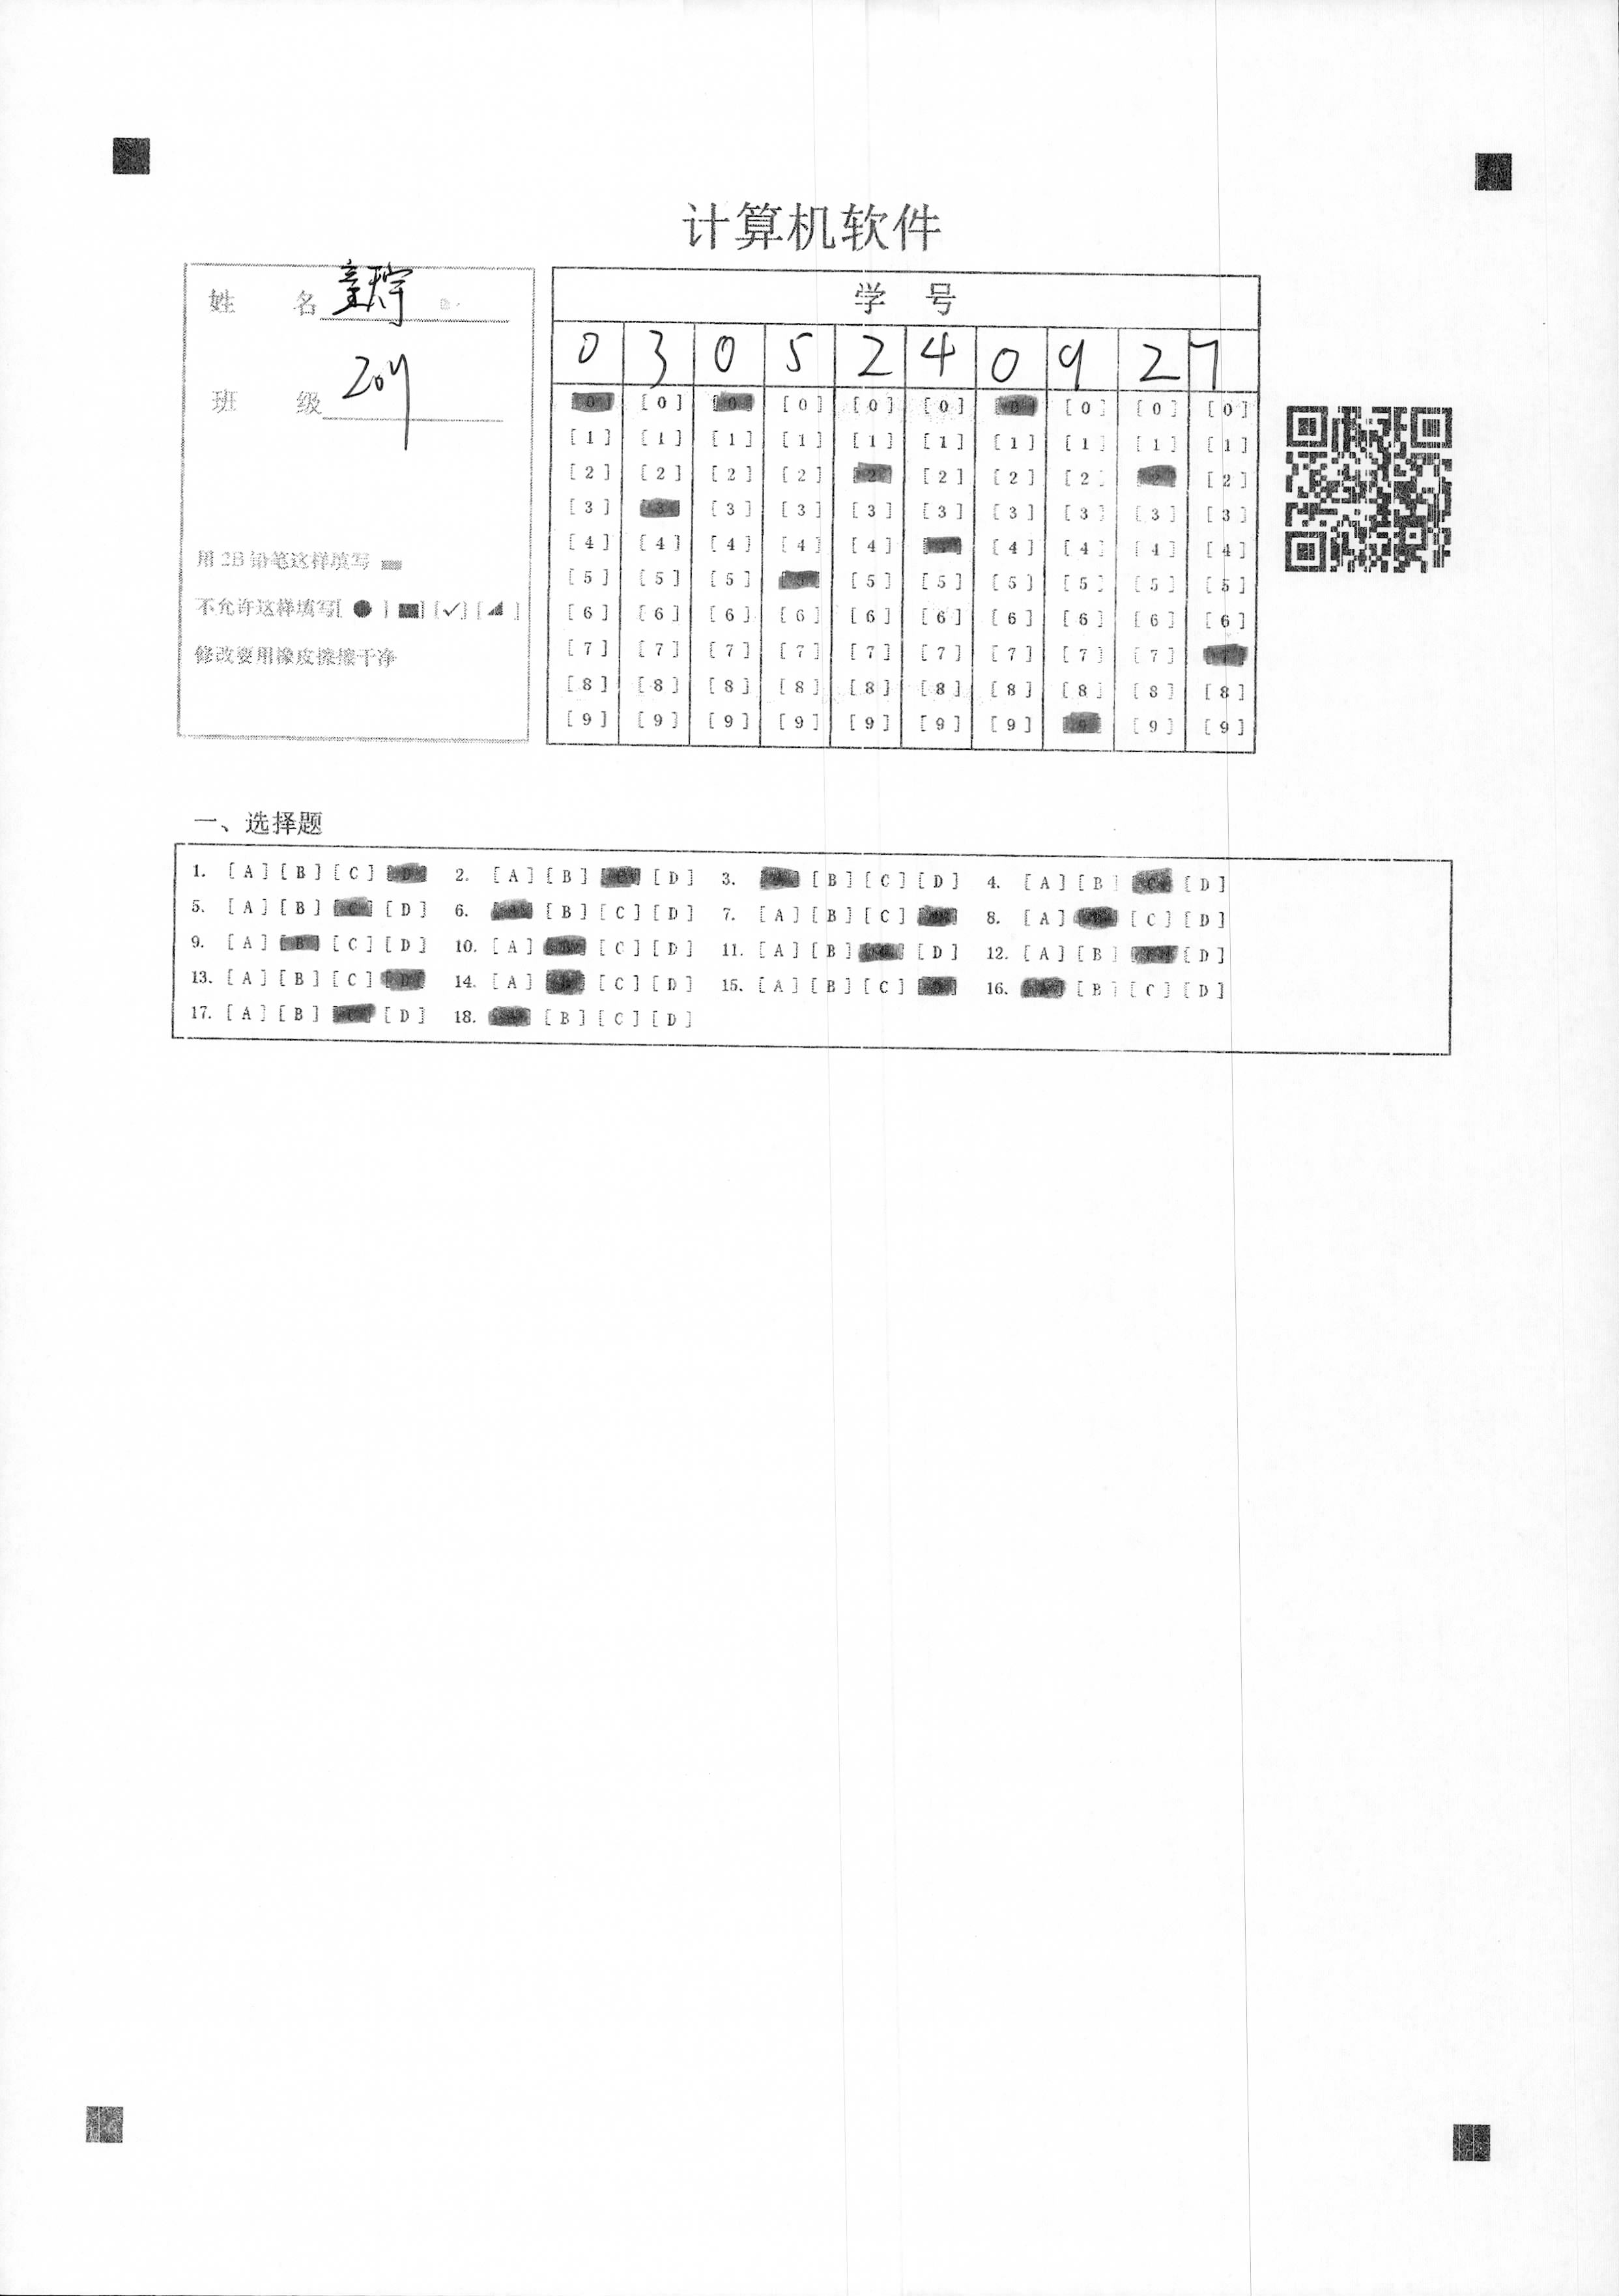 计算机软件
姓 名
班 级 204
用2B铅笔这样填写
不允许这样填写[ ● ] [■] [✓] [◢ ]
修改要用橡皮擦擦干净
学 号
0 3 0 5 2 4 0 9 2 7
[0] [0] [0] [0] [0] [0] [0] [0] [0] [0]
[1] [1] [1] [1] [1] [1] [1] [1] [1] [1]
[2] [2] [2] [2] [2] [2] [2] [2] [2] [2]
[3] [3] [3] [3] [3] [3] [3] [3] [3] [3]
[4] [4] [4] [4] [4] [4] [4] [4] [4]
[5] [5] [5] [5] [5] [5] [5] [5] [5] [5]
[6] [6] [6] [6] [6] [6] [6] [6] [6] [6]
[7] [7] [7] [7] [7] [7] [7] [7] [7]
[8] [8] [8] [8] [8] [8] [8] [8] [8] [8]
[9] [9] [9] [9] [9] [9] [9] [9] [9] [9]
一、选择题
1. [A] [B] [C] [D] 2. [A] [B] [C] [D] 3. [A] [B] [C] [D] 4. [A] [B] [C] [D]
5. [A] [B] [C] [D] 6. [A] [B] [C] [D] 7. [A] [B] [C] [D] 8. [A] [B] [C] [D]
9. [A] [B] [C] [D] 10. [A] [B] [C] [D] 11. [A] [B] [C] [D] 12. [A] [B] [C] [D]
13. [A] [B] [C] [D] 14. [A] [B] [C] [D] 15. [A] [B] [C] [D] 16. [A] [B] [C] [D]
17. [A] [B] [C] [D] 18. [A] [B] [C] [D]